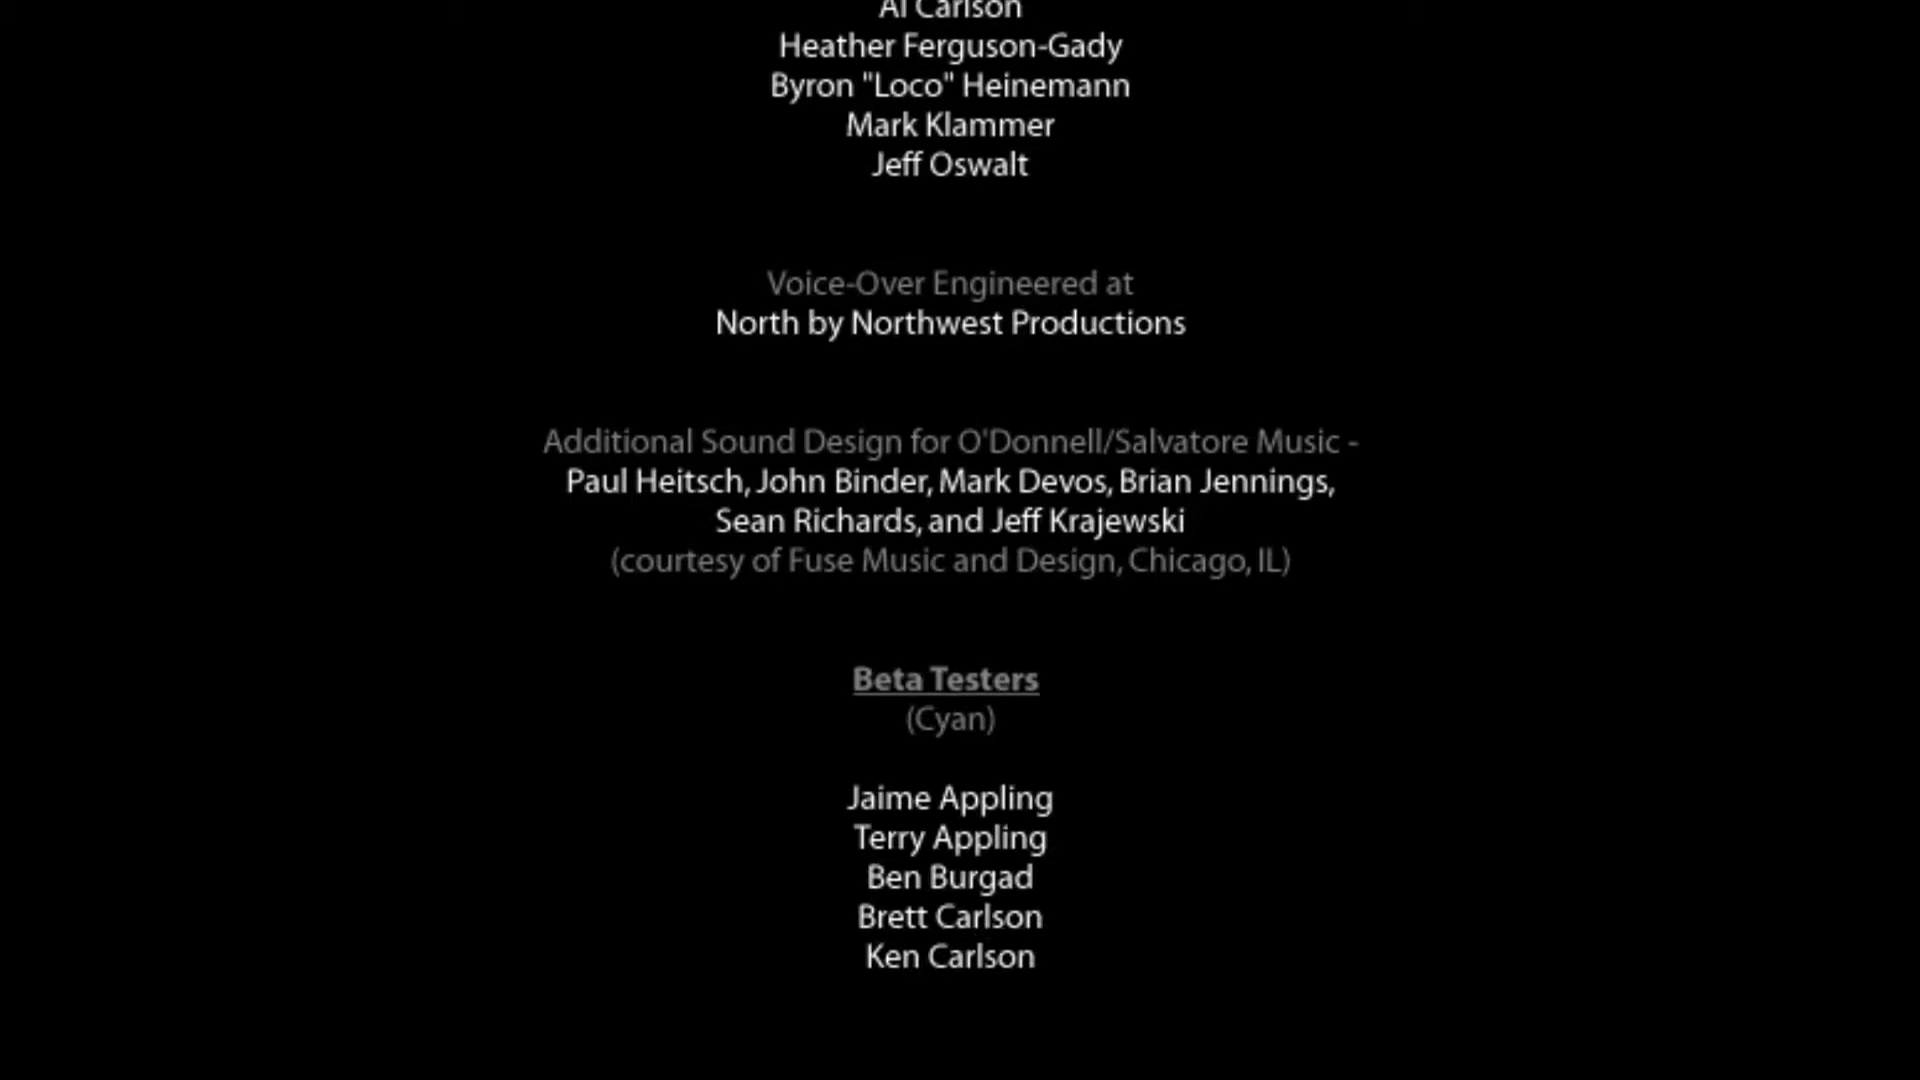 Al Carlson
Heather Ferguson-Gady
Byron "Loco" Heinemann
Mark Klammer
Jeff Oswalt
Voice-Over Engineered at
North by Northwest Productions
Additional Sound Design for O'Donnell/Salvatore Music -
Paul Heitsch, John Binder, Mark Devos, Brian Jennings,
Sean Richards, and Jeff Krajewski
(courtesy of Fuse Music and Design, Chicago, IL)
Beta Testers
(Cyan)
Jaime Appling
Terry Appling
Ben Burgad
Brett Carlson
Ken Carlson